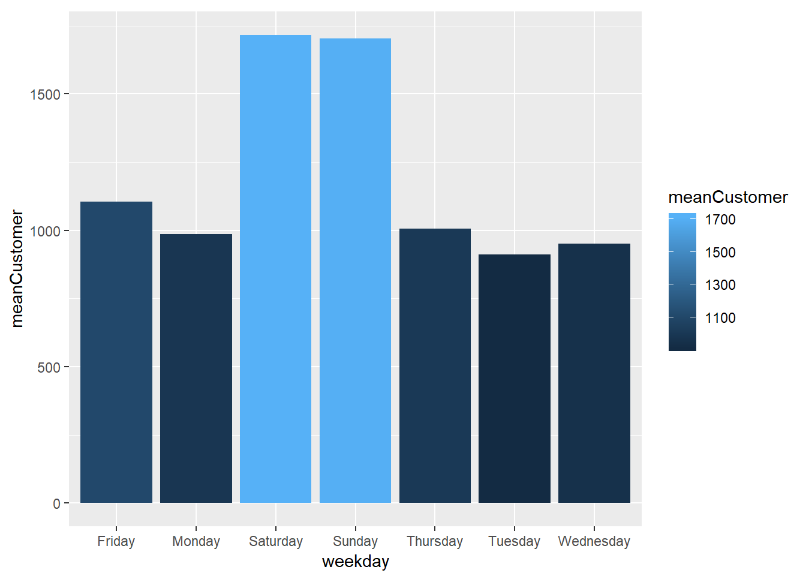 meanCustomer
1500
1000
500
0
Friday Monday Saturday Sunday Thursday Tuesday Wednesday
weekday
meanCustomer
1700
1500
1300
1100